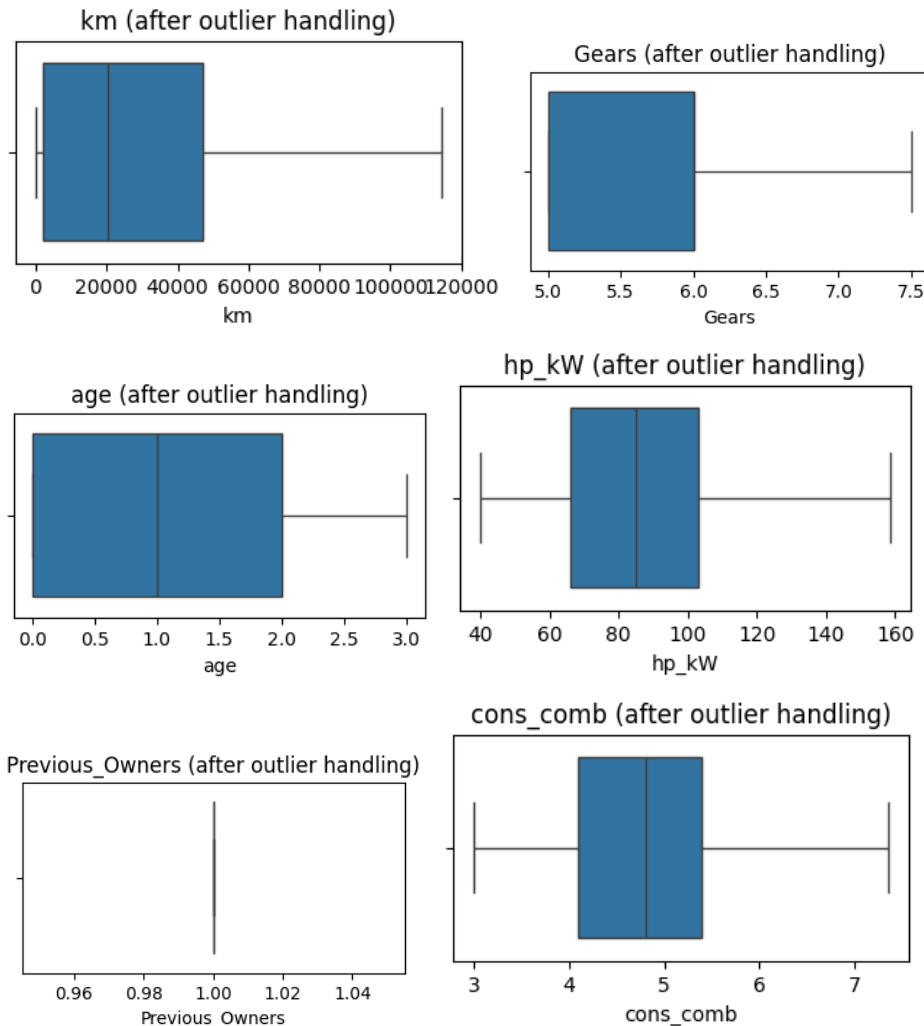 km (after outlier handling)
0 20000 40000 60000 80000 100000 120000
km
Gears (after outlier handling)
5.0 5.5 6.0 6.5 7.0 7.5
Gears
age (after outlier handling)
0.0 0.5 1.0 1.5 2.0 2.5 3.0
age
hp_kW (after outlier handling)
40 60 80 100 120 140 160
hp_kW
Previous_Owners (after outlier handling)
0.96 0.98 1.00 1.02 1.04
Previous_Owners
cons_comb (after outlier handling)
3 4 5 6 7
cons_comb